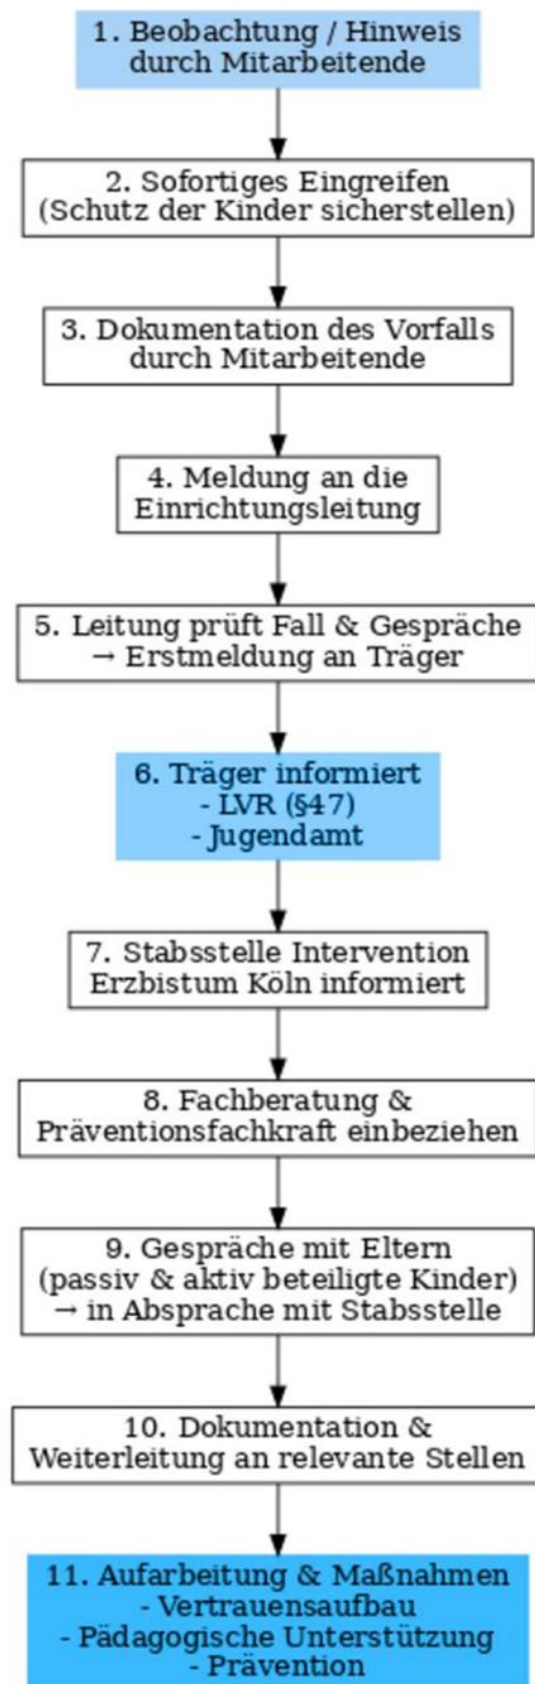 1. Beobachtung / Hinweis
durch Mitarbeitende
2. Sofortiges Eingreifen
(Schutz der Kinder sicherstellen)
3. Dokumentation des Vorfalls
durch Mitarbeitende
4. Meldung an die
Einrichtungsleitung
5. Leitung prüft Fall & Gespräche
→ Erstmeldung an Träger
6. Träger informiert
- LVR (§47)
- Jugendamt
7. Stabsstelle Intervention
Erzbistum Köln informiert
8. Fachberatung &
Präventionsfachkraft einbeziehen
9. Gespräche mit Eltern
(passiv & aktiv beteiligte Kinder)
→ in Absprache mit Stabsstelle
10. Dokumentation &
Weiterleitung an relevante Stellen
11. Aufarbeitung & Maßnahmen
- Vertrauensaufbau
- Pädagogische Unterstützung
- Prävention